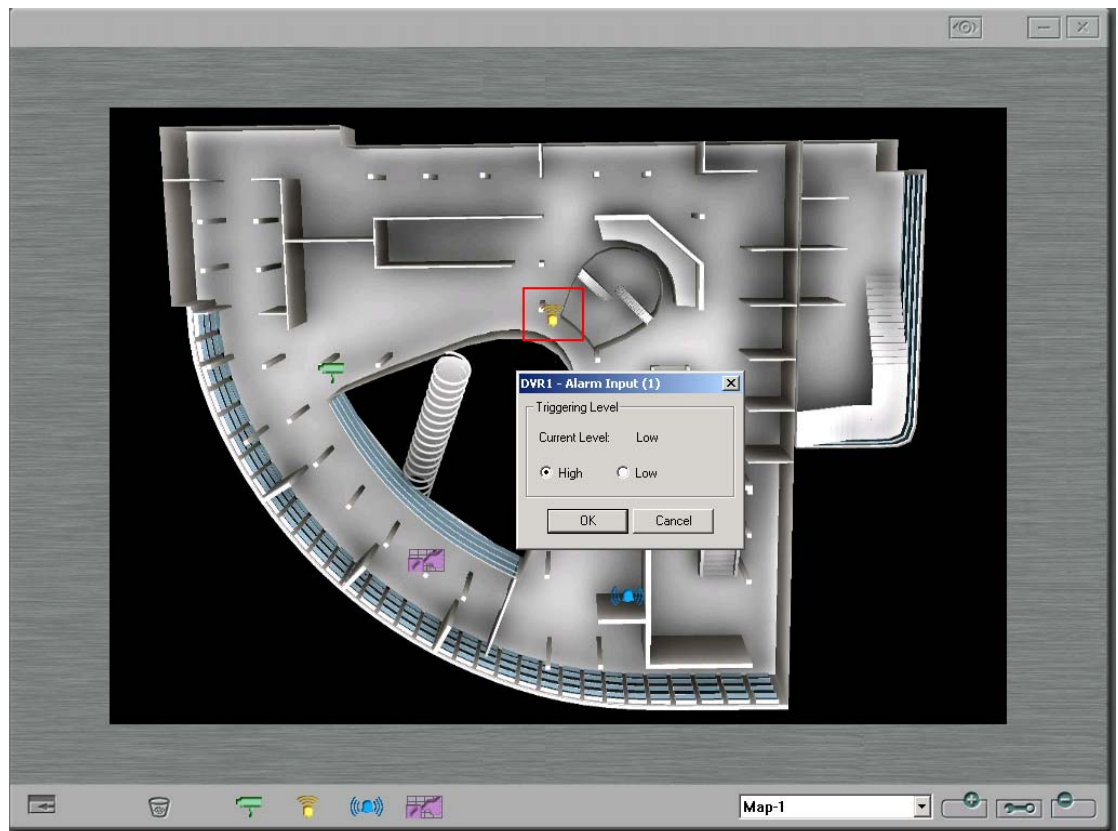 DVR1 - Alarm Input (1)
Triggering Level
Current Level: Low
High Low
OK Cancel
Map-1